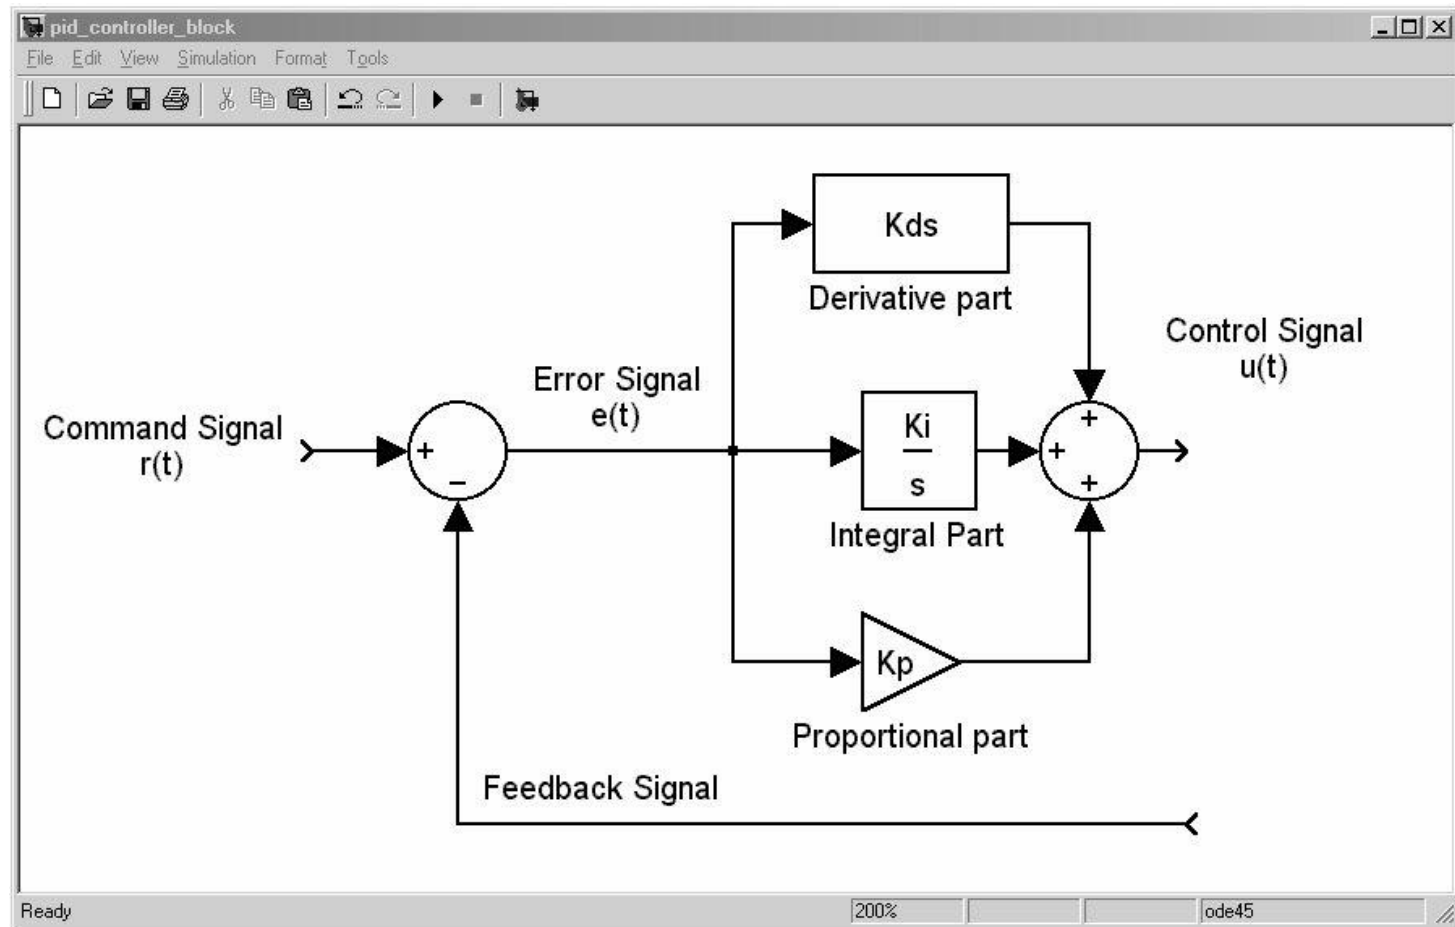 pid_controller_block
File Edit View Simulation Format Tools
Kds
Derivative part
Control Signal
u(t)
Error Signal
e(t)
Command Signal
r(t)
+
−
Ki
s
Integral Part
+
+
+
Kp
Proportional part
Feedback Signal
Ready 200% ode45